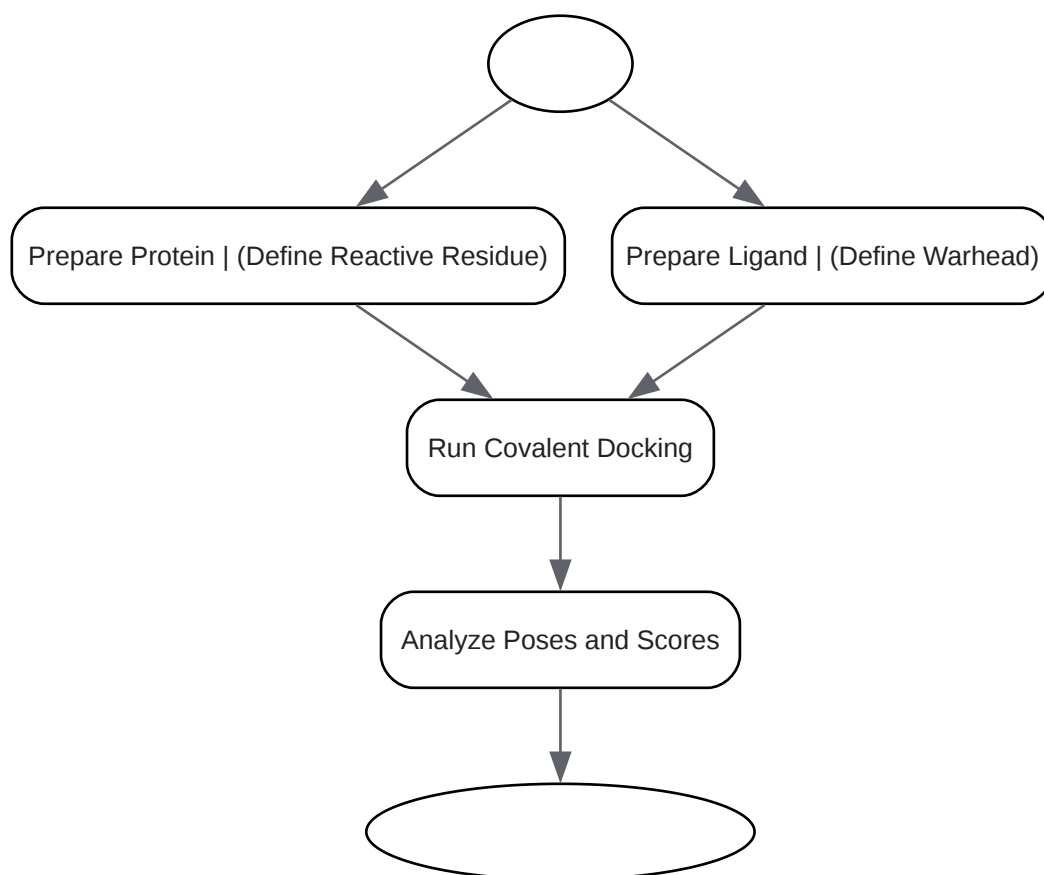 Prepare Protein | (Define Reactive Residue)
Prepare Ligand | (Define Warhead)
Run Covalent Docking
Analyze Poses and Scores